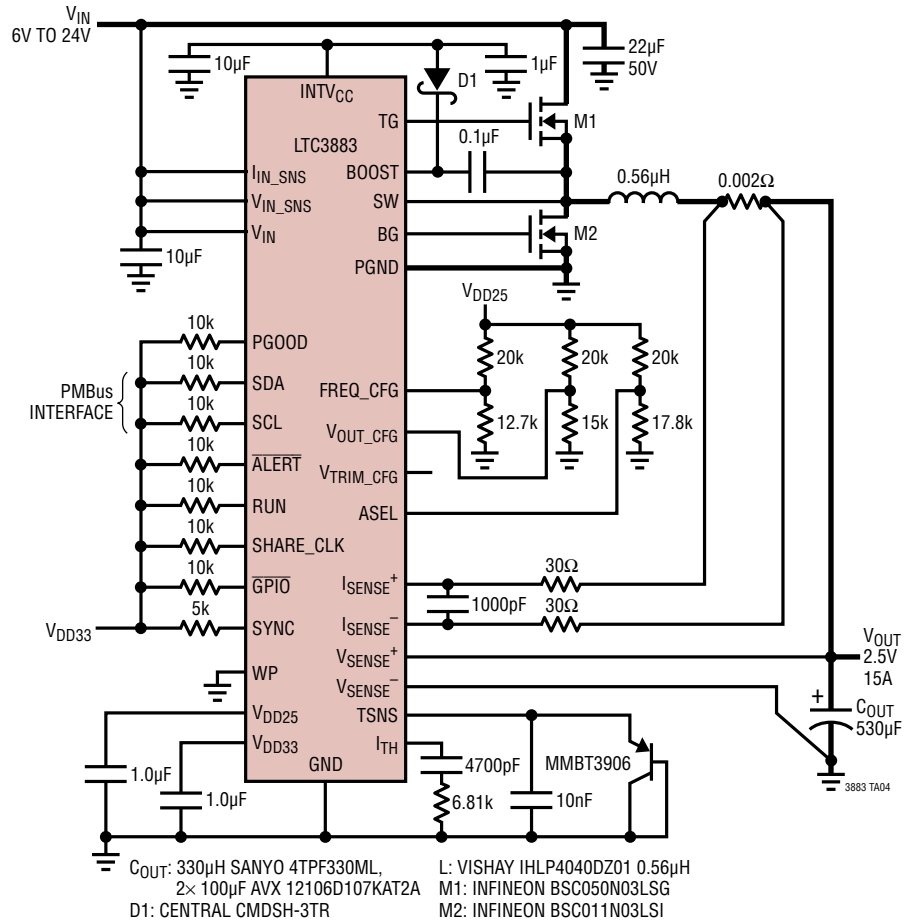 VIN
6V TO 24V
10µF
1µF
22µF
50V
D1
INTVCC
LTC3883
TG
M1
0.1µF
IIN_SNS
BOOST
0.56µH
0.002Ω
VIN_SNS
SW
VIN
BG
M2
10µF
PGND
VDD25
10k
PGOOD
20k
20k
20k
10k
SDA
FREQ_CFG
PMBus
INTERFACE
10k
SCL
12.7k
15k
17.8k
VOUT_CFG
10k
ALERT
VTRIM_CFG
10k
RUN
ASEL
10k
SHARE_CLK
10k
GPIO
ISENSE+
30Ω
1000pF
5k
SYNC
ISENSE–
30Ω
VDD33
VSENSE+
VOUT
2.5V
15A
WP
VSENSE–
VDD25
TSNS
+
COUT
530µF
VDD33
ITH
4700pF
MMBT3906
GND
1.0µF
1.0µF
6.81k
10nF
3883 TA04
COUT: 330µH SANYO 4TPF330ML,
2× 100µF AVX 12106D107KAT2A
D1: CENTRAL CMDSH-3TR
L: VISHAY IHLP4040DZ01 0.56µH
M1: INFINEON BSC050N03LSG
M2: INFINEON BSC011N03LSI